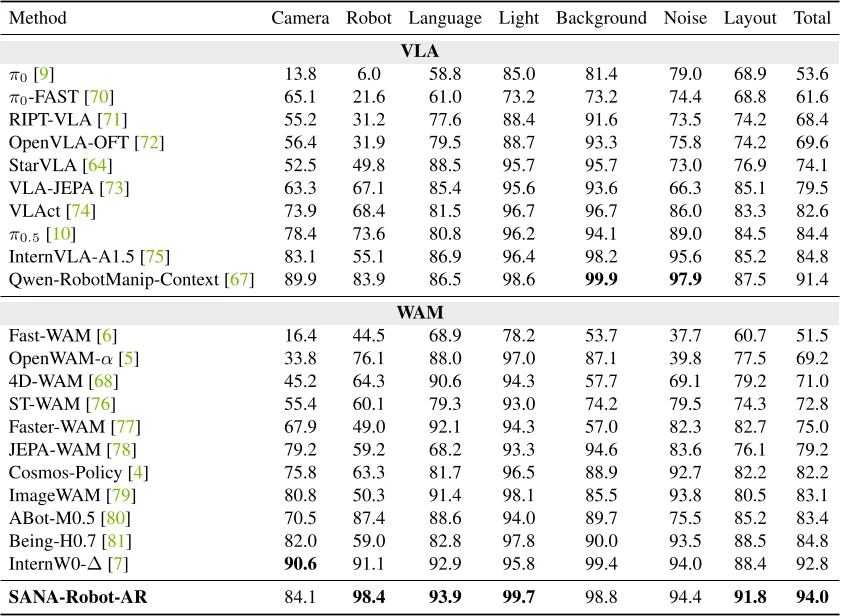 Method Camera Robot Language Light Background Noise Layout Total
VLA
π0 [9] 13.8 6.0 58.8 85.0 81.4 79.0 68.9 53.6
π0-FAST [70] 65.1 21.6 61.0 73.2 73.2 74.4 68.8 61.6
RIPT-VLA [71] 55.2 31.2 77.6 88.4 91.6 73.5 74.2 68.4
OpenVLA-OFT [72] 56.4 31.9 79.5 88.7 93.3 75.8 74.2 69.6
StarVLA [64] 52.5 49.8 88.5 95.7 95.7 73.0 76.9 74.1
VLA-JEPA [73] 63.3 67.1 85.4 95.6 93.6 66.3 85.1 79.5
VLAct [74] 73.9 68.4 81.5 96.7 96.7 86.0 83.3 82.6
π0.5 [10] 78.4 73.6 80.8 96.2 94.1 89.0 84.5 84.4
InternVLA-A1.5 [75] 83.1 55.1 86.9 96.4 98.2 95.6 85.2 84.8
Qwen-RobotManip-Context [67] 89.9 83.9 86.5 98.6 99.9 97.9 87.5 91.4
WAM
Fast-WAM [6] 16.4 44.5 68.9 78.2 53.7 37.7 60.7 51.5
OpenWAM-α [5] 33.8 76.1 88.0 97.0 87.1 39.8 77.5 69.2
4D-WAM [68] 45.2 64.3 90.6 94.3 57.7 69.1 79.2 71.0
ST-WAM [76] 55.4 60.1 79.3 93.0 74.2 79.5 74.3 72.8
Faster-WAM [77] 67.9 49.0 92.1 94.3 57.0 82.3 82.7 75.0
JEPA-WAM [78] 79.2 59.2 68.2 93.3 94.6 83.6 76.1 79.2
Cosmos-Policy [4] 75.8 63.3 81.7 96.5 88.9 92.7 82.2 82.2
ImageWAM [79] 80.8 50.3 91.4 98.1 85.5 93.8 80.5 83.1
ABot-M0.5 [80] 70.5 87.4 88.6 94.0 89.7 75.5 85.2 83.4
Being-H0.7 [81] 82.0 59.0 82.8 97.8 90.0 93.5 88.5 84.8
InternW0-Δ [7] 90.6 91.1 92.9 95.8 99.4 94.0 88.4 92.8
SANA-Robot-AR 84.1 98.4 93.9 99.7 98.8 94.4 91.8 94.0